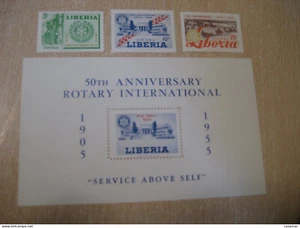 LIBERIA
LIBERIA
LIBERIA
50TH ANNIVERSARY
ROTARY INTERNATIONAL
1905
1955
LIBERIA
"SERVICE ABOVE SELF"